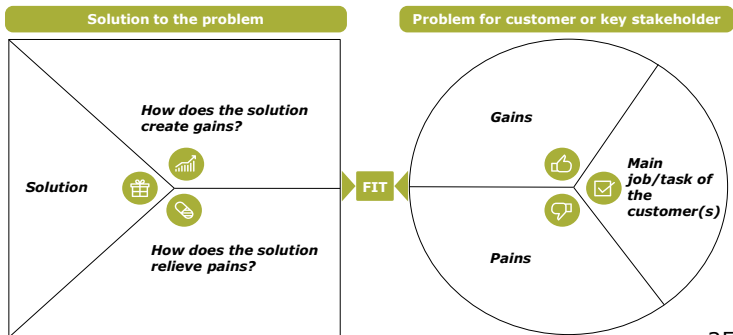 Solution to the problem
Problem for customer or key stakeholder
How does the solution
create gains?
Solution
How does the solution
relieve pains?
FIT
Gains
Main
job/task of
the
customer(s)
Pains